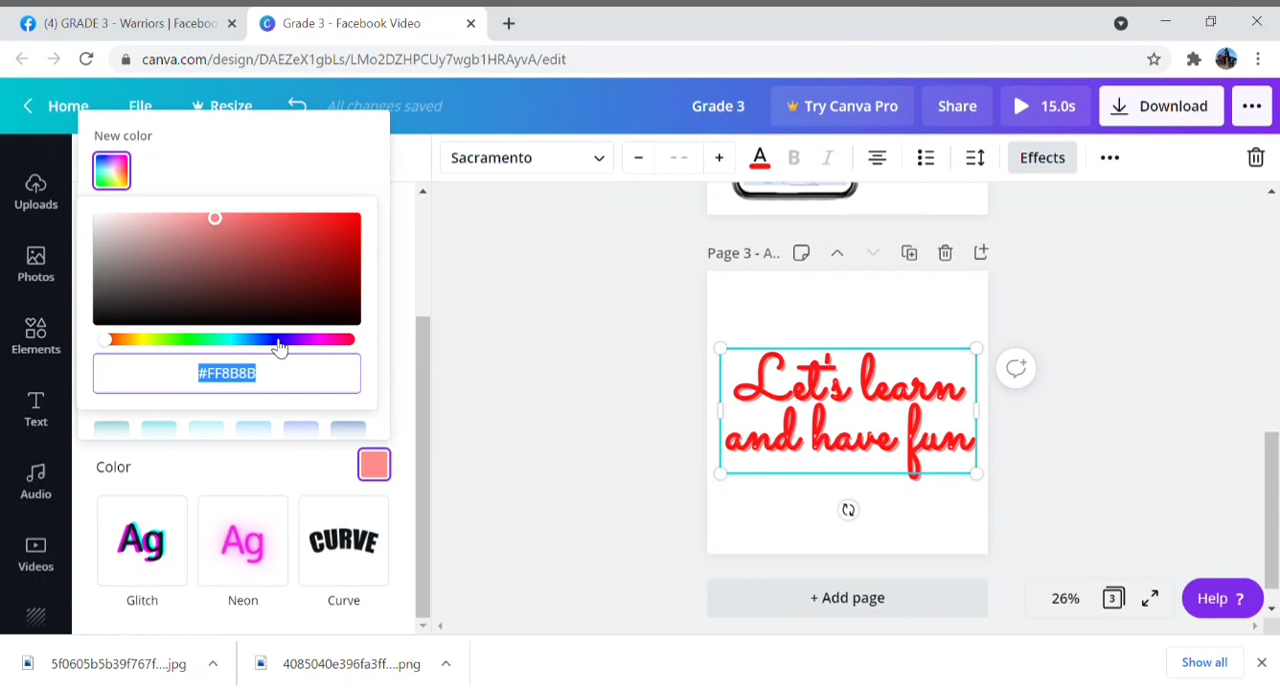 (4) GRADE 3 - Warriors | Faceboo
Grade 3 - Facebook Video
canva.com/design/DAEZeX1gbLs/LMo2DZHPCUy7wgb1HRAyvA/edit
Home
File
Resize
All changes saved
Grade 3
Try Canva Pro
Share
15.0s
Download
New color
Sacramento
- -
A
B
I
Effects
Uploads
Photos
Elements
Text
Audio
Videos
#FF8B8B
Color
Ag
Ag
CURVE
Glitch
Neon
Curve
Page 3 - A..
Let's learn
and have fun
+ Add page
26%
3
Help ?
5f0605b5b39f767f....jpg
4085040e396fa3ff....png
Show all